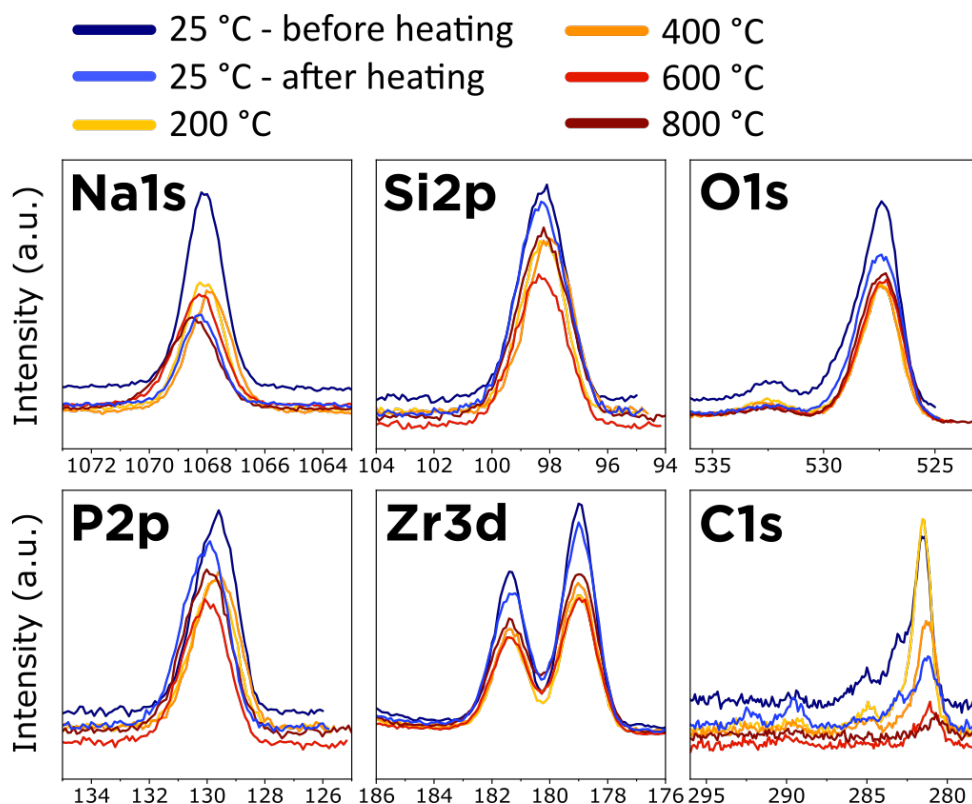 25 °C - before heating
400 °C
25 °C - after heating
600 °C
200 °C
800 °C
Na1s
Si2p
O1s
Intensity (a.u.)
1072 1070 1068 1066 1064
104 102 100 98 96 94
535 530 525
P2p
Zr3d
C1s
Intensity (a.u.)
134 132 130 128 126
186 184 182 180 178 176
295 290 285 280